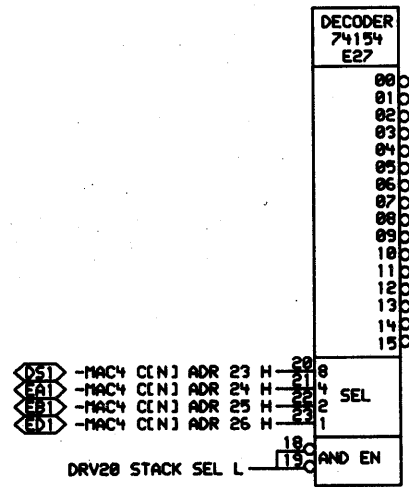 DECODER
74154
E27
00
01
02
03
04
05
06
07
08
09
10
11
12
13
14
15
DS1 -MAC4 C[N] ADR 23 H 20 8
EA1 -MAC4 C[N] ADR 24 H 21 4
EB1 -MAC4 C[N] ADR 25 H 22 2
ED1 -MAC4 C[N] ADR 26 H 23 1
SEL
18
19
AND EN
DRV20 STACK SEL L